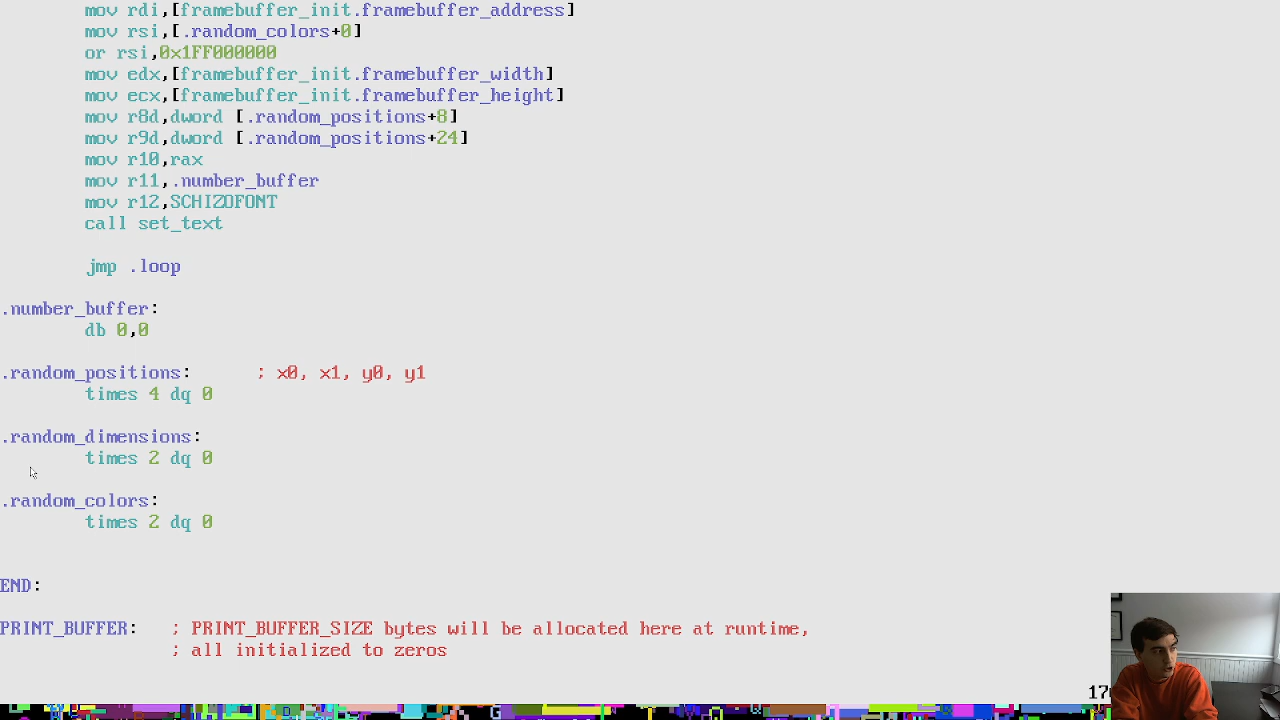 mov rdi,[framebuffer_init.framebuffer_address]
mov rsi,[.random_colors+0]
or rsi,0x1FF000000
mov edx,[framebuffer_init.framebuffer_width]
mov ecx,[framebuffer_init.framebuffer_height]
mov r8d,dword [.random_positions+8]
mov r9d,dword [.random_positions+24]
mov r10,rax
mov r11,.number_buffer
mov r12,SCHIZOFONT
call set_text
jmp .loop
.number_buffer:
db 0,0
.random_positions: ; x0, x1, y0, y1
times 4 dq 0
.random_dimensions:
times 2 dq 0
.random_colors:
times 2 dq 0
END:
PRINT_BUFFER: ; PRINT_BUFFER_SIZE bytes will be allocated here at runtime,
; all initialized to zeros